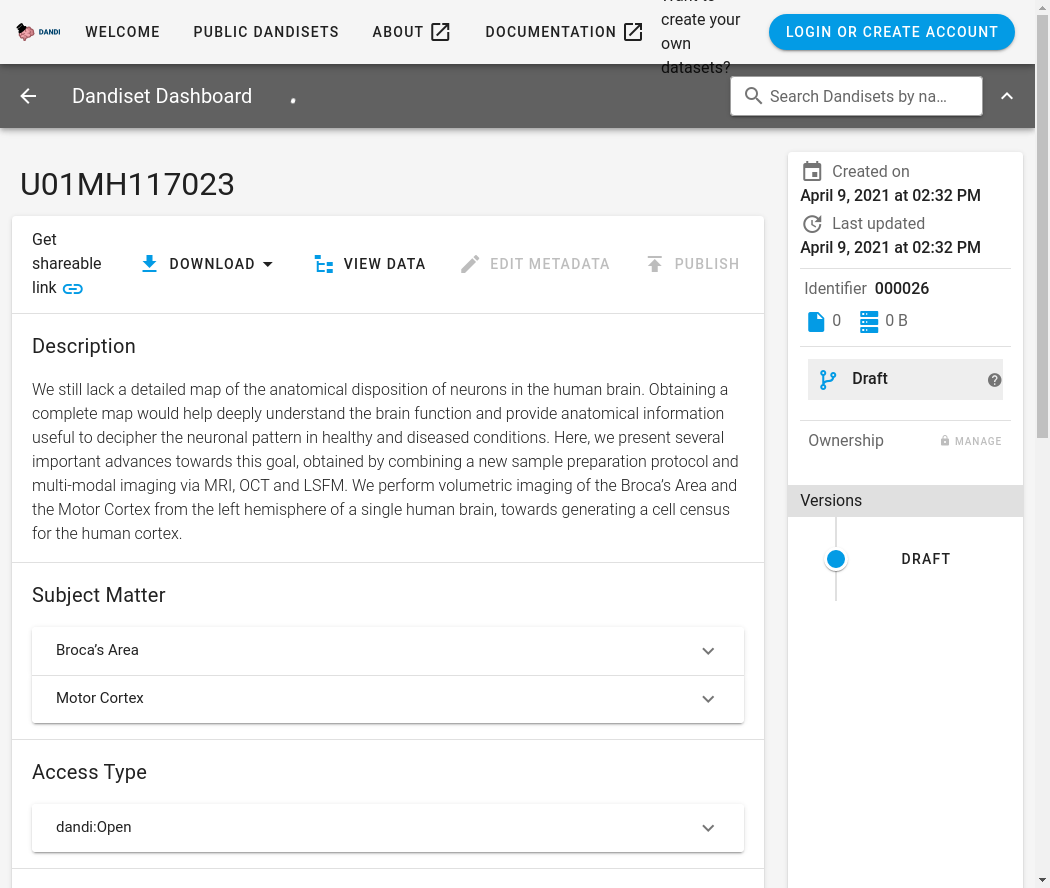 DANDI
WELCOME
PUBLIC DANDISETS
ABOUT
DOCUMENTATION
create your
own
datasets?
LOGIN OR CREATE ACCOUNT
Dandiset Dashboard
Search Dandisets by na…
U01MH117023
Get
shareable
link
DOWNLOAD
VIEW DATA
EDIT METADATA
PUBLISH
Description
We still lack a detailed map of the anatomical disposition of neurons in the human brain. Obtaining a
complete map would help deeply understand the brain function and provide anatomical information
useful to decipher the neuronal pattern in healthy and diseased conditions. Here, we present several
important advances towards this goal, obtained by combining a new sample preparation protocol and
multi-modal imaging via MRI, OCT and LSFM. We perform volumetric imaging of the Broca’s Area and
the Motor Cortex from the left hemisphere of a single human brain, towards generating a cell census
for the human cortex.
Subject Matter
Broca’s Area
Motor Cortex
Access Type
dandi:Open
Created on
April 9, 2021 at 02:32 PM
Last updated
April 9, 2021 at 02:32 PM
Identifier 000026
0
0 B
Draft
Ownership
MANAGE
Versions
DRAFT